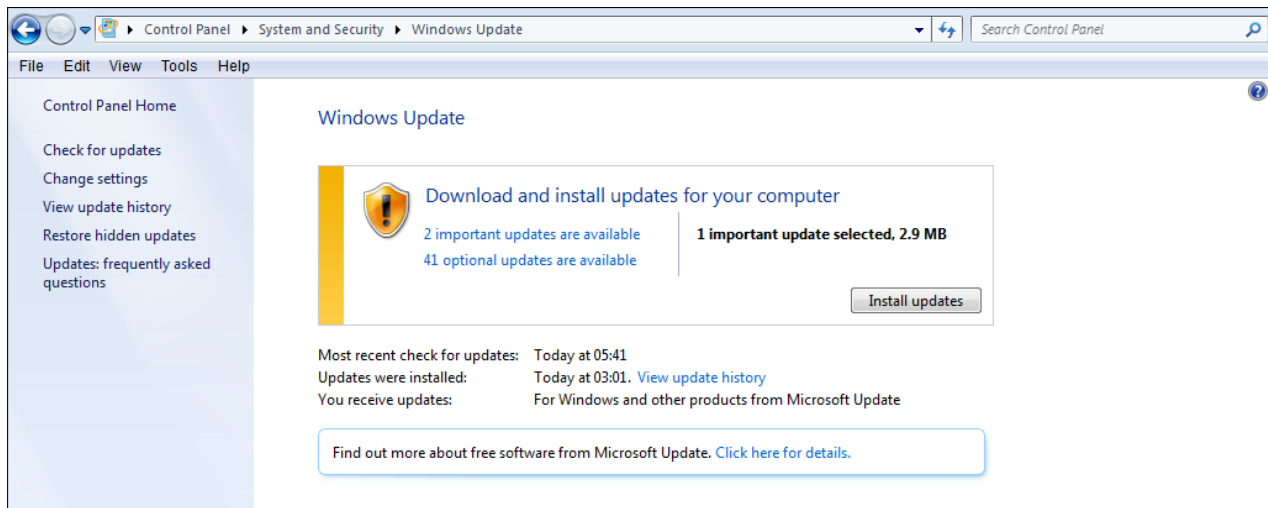 Control Panel ▸ System and Security ▸ Windows Update
Search Control Panel
File Edit View Tools Help
Control Panel Home
Check for updates
Change settings
View update history
Restore hidden updates
Updates: frequently asked
questions
Windows Update
Download and install updates for your computer
2 important updates are available
1 important update selected, 2.9 MB
41 optional updates are available
Install updates
Most recent check for updates: Today at 05:41
Updates were installed: Today at 03:01. View update history
You receive updates: For Windows and other products from Microsoft Update
Find out more about free software from Microsoft Update. Click here for details.